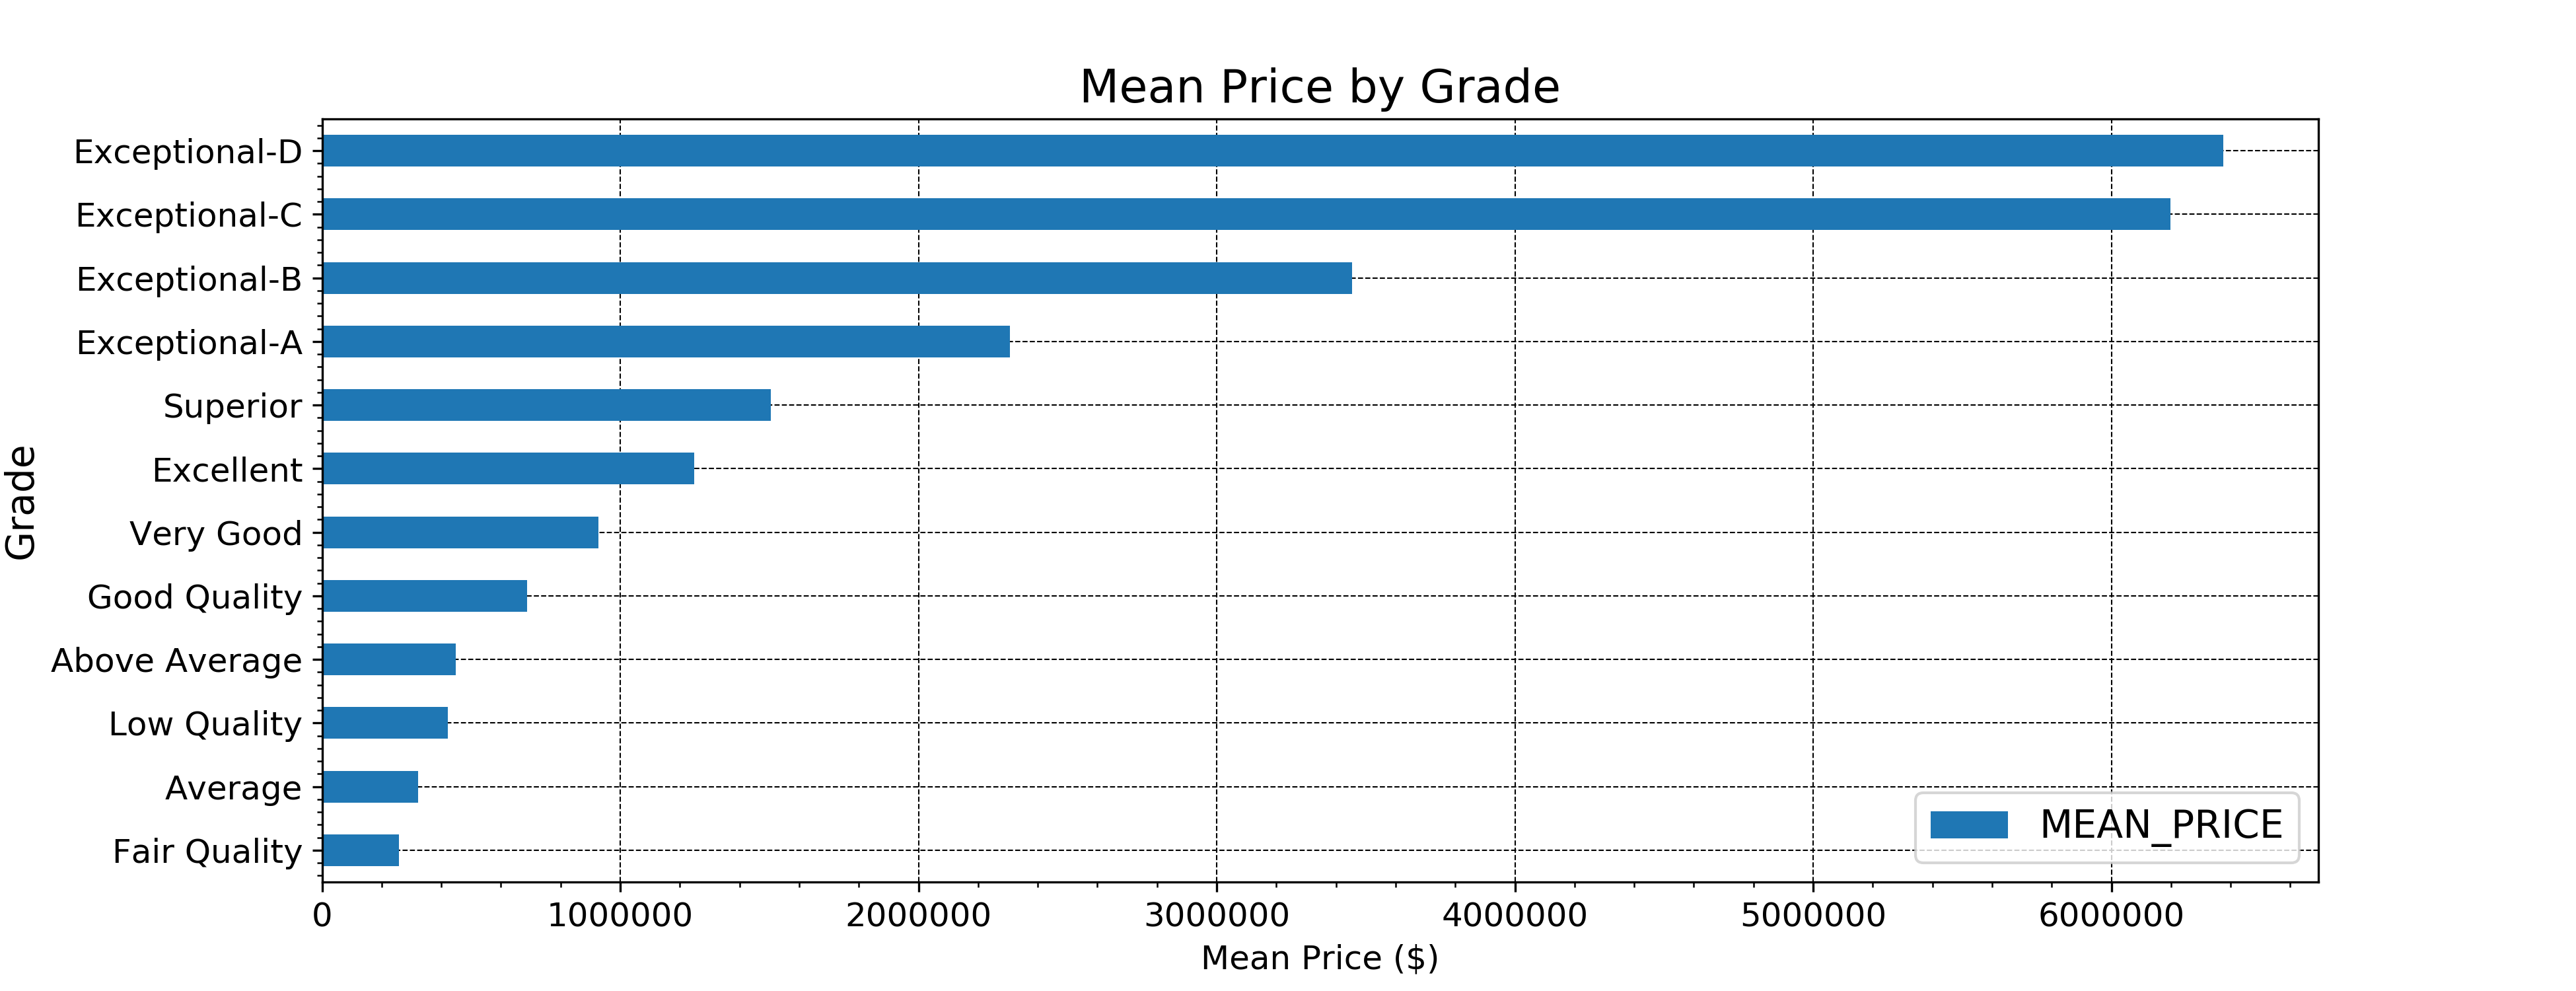 Mean Price by Grade
Exceptional-D
Exceptional-C
Exceptional-B
Exceptional-A
Superior
Excellent
Very Good
Good Quality
Above Average
Low Quality
Average
Fair Quality
Grade
MEAN_PRICE
0 1000000 2000000 3000000 4000000 5000000 6000000
Mean Price ($)